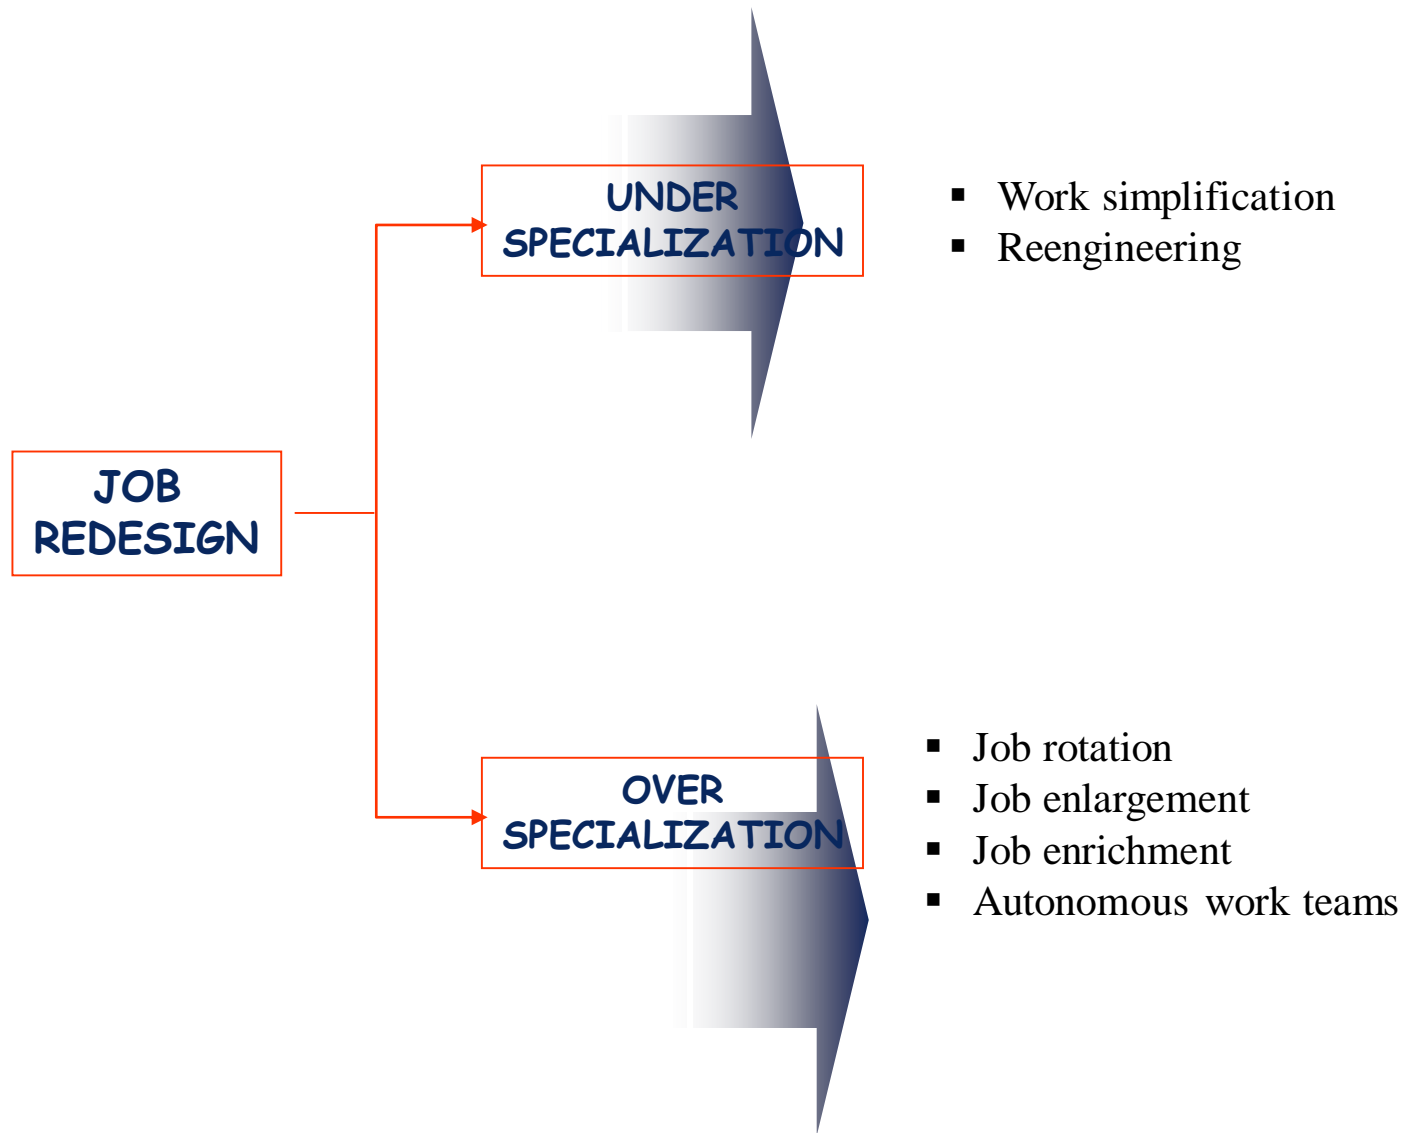 UNDER
SPECIALIZATION
▪ Work simplification
▪ Reengineering
JOB
REDESIGN
OVER
SPECIALIZATION
▪ Job rotation
▪ Job enlargement
▪ Job enrichment
▪ Autonomous work teams